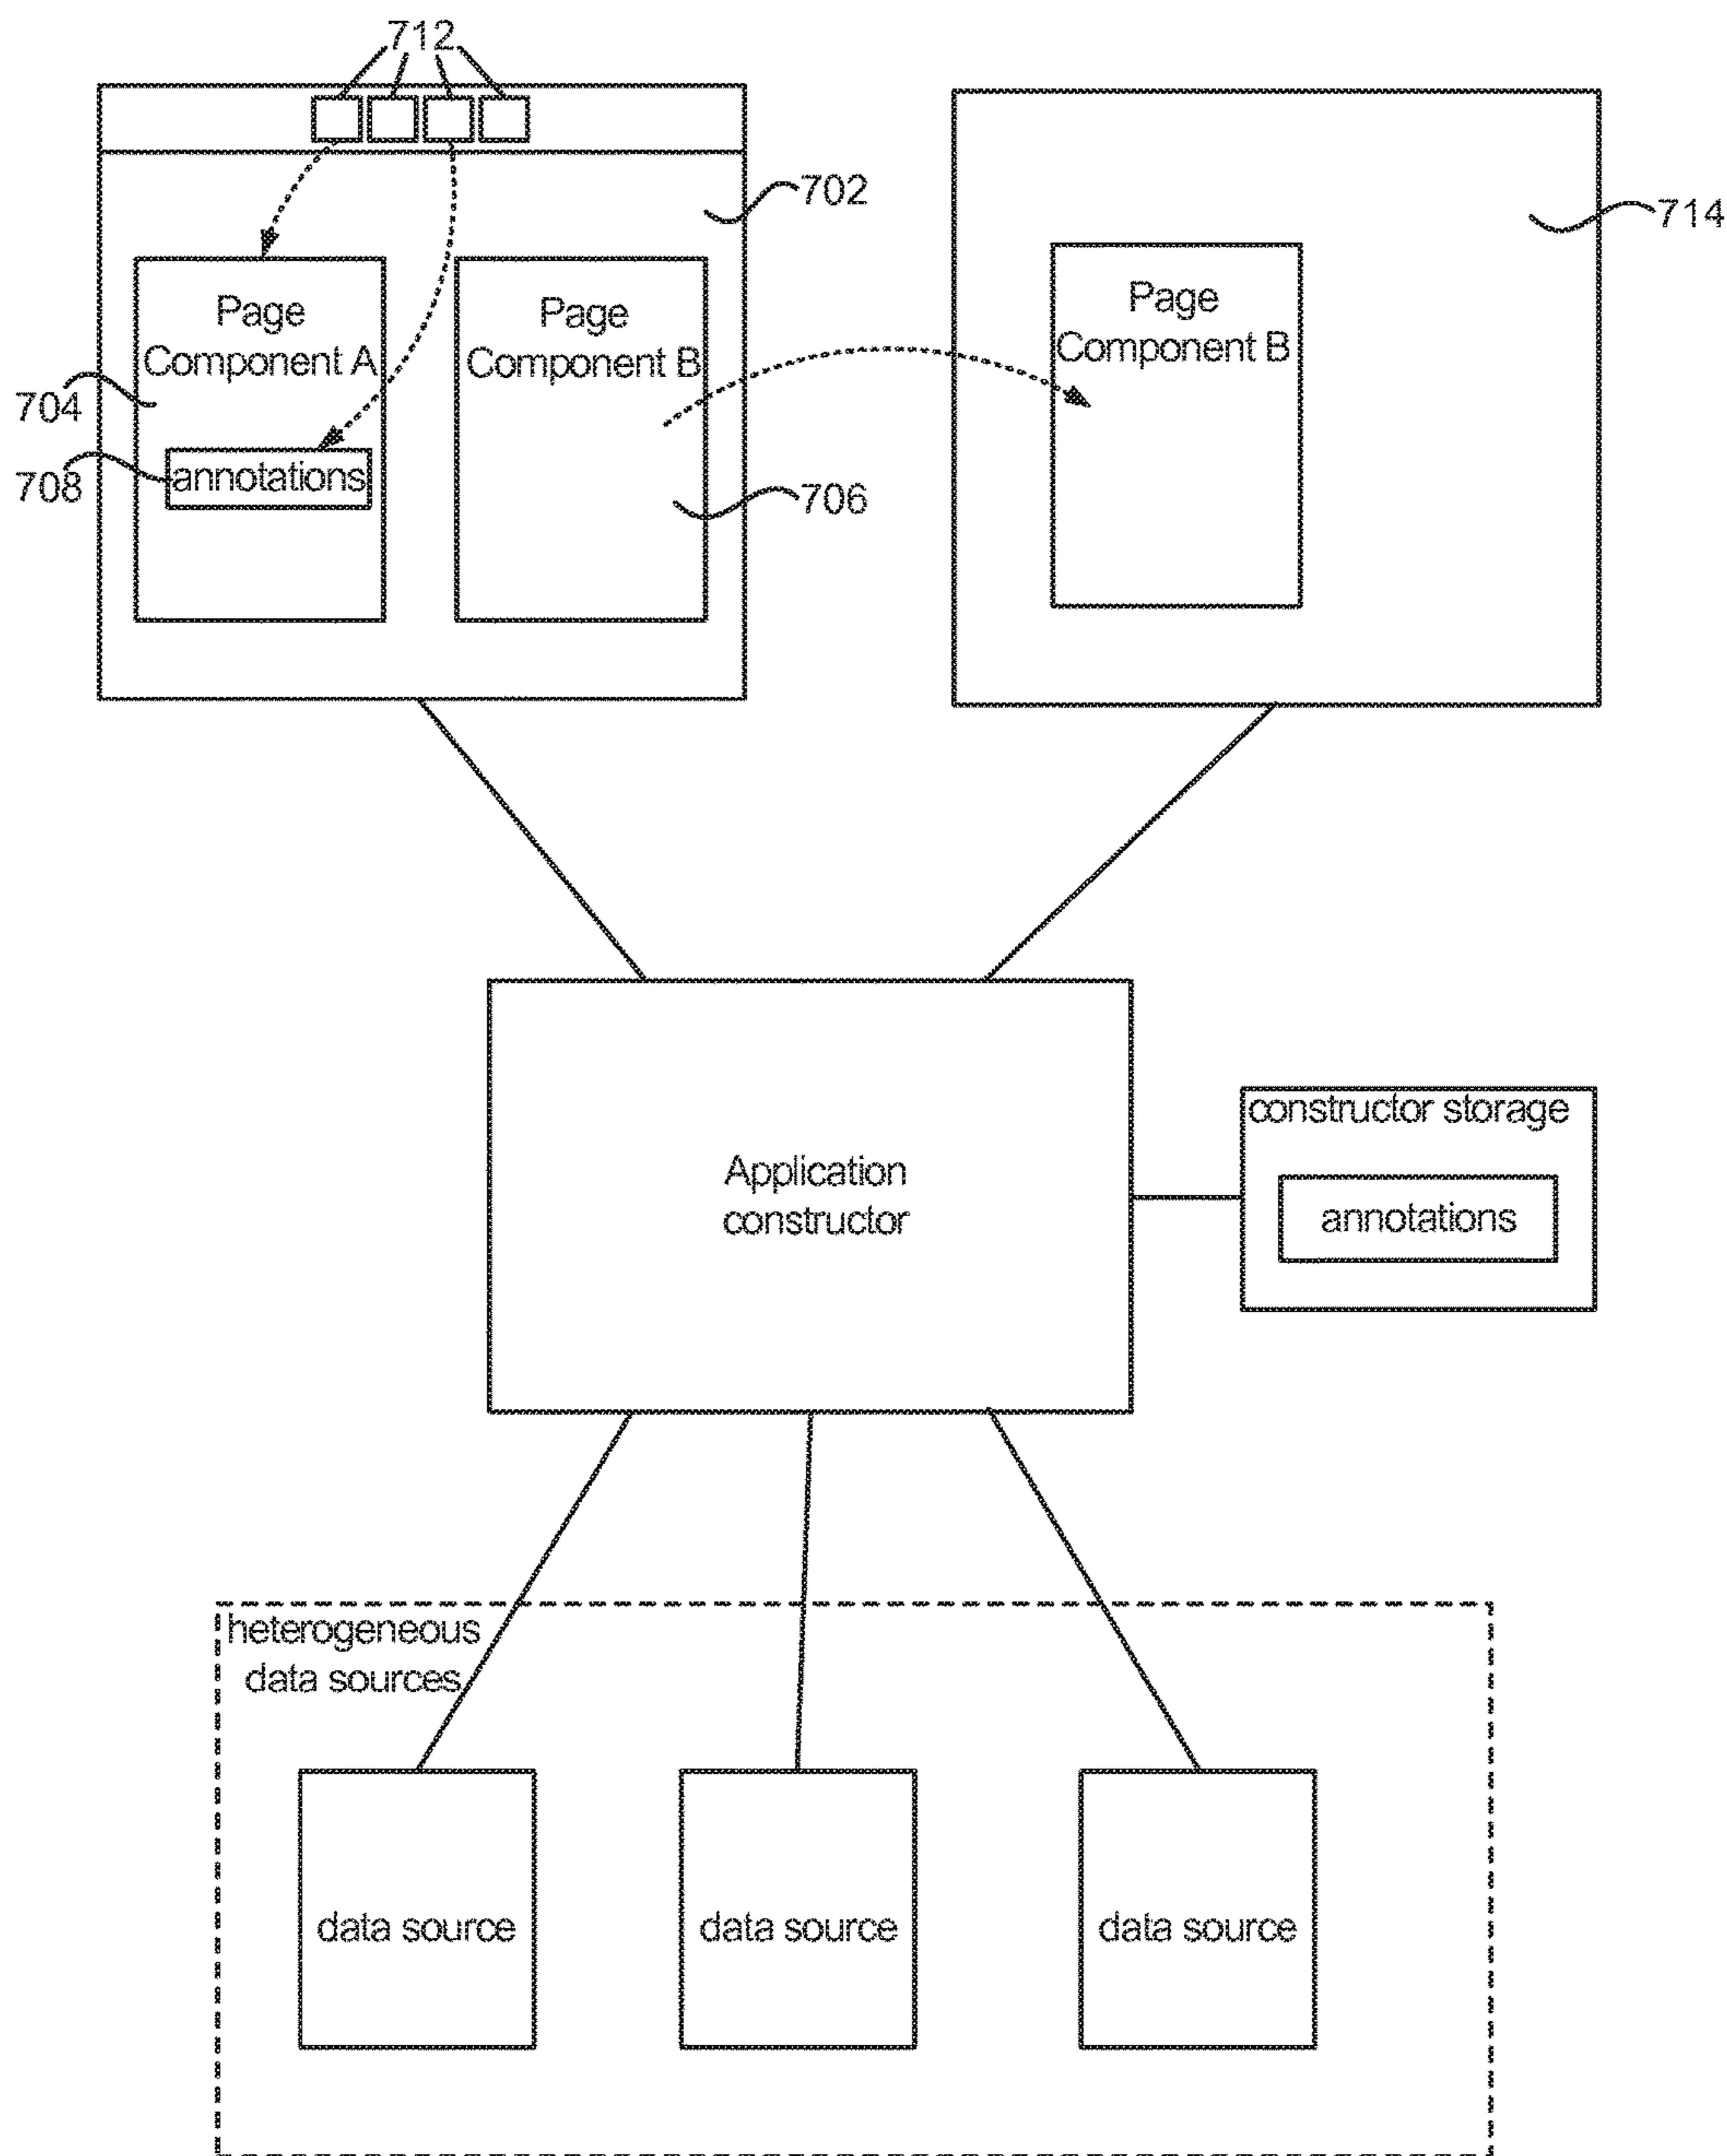 712
702
714
Page
Component A
Page
Component B
Page
Component B
704
708
annotations
706
Application
constructor
constructor storage
annotations
heterogeneous
data sources
data source
data source
data source